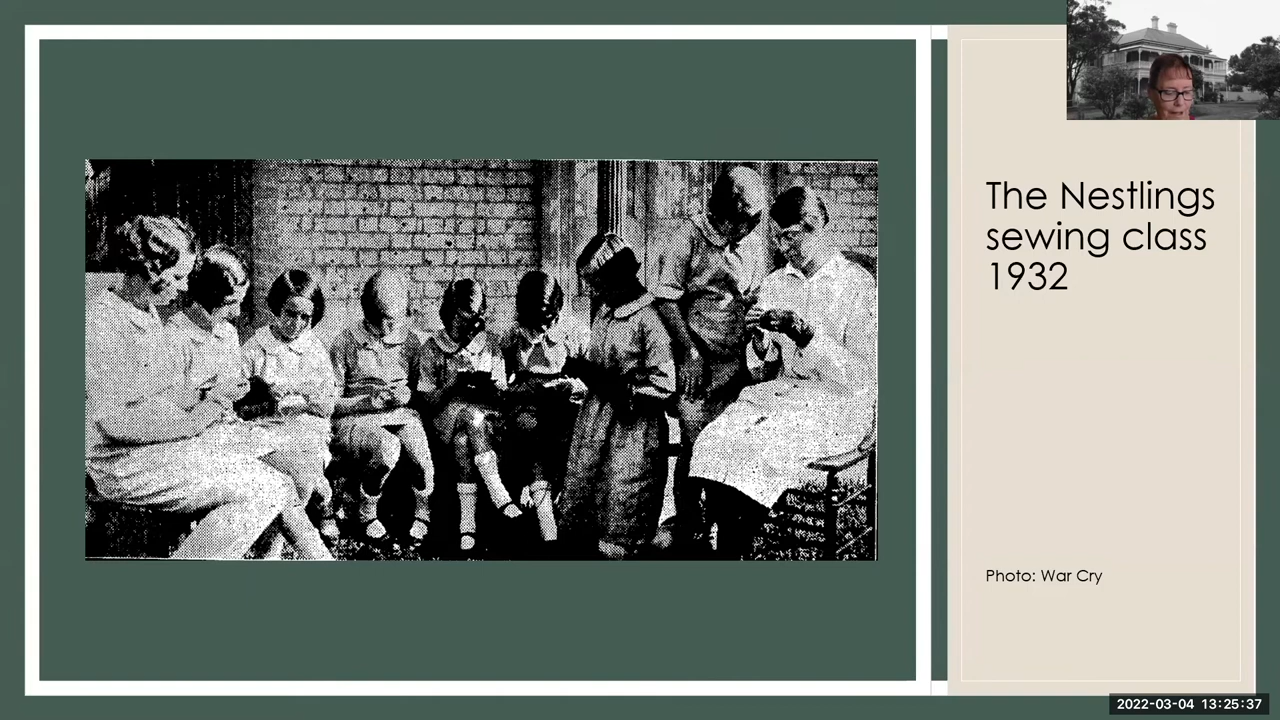 The Nestlings
sewing class
1932
Photo: War Cry
2022-03-04 13:25:37